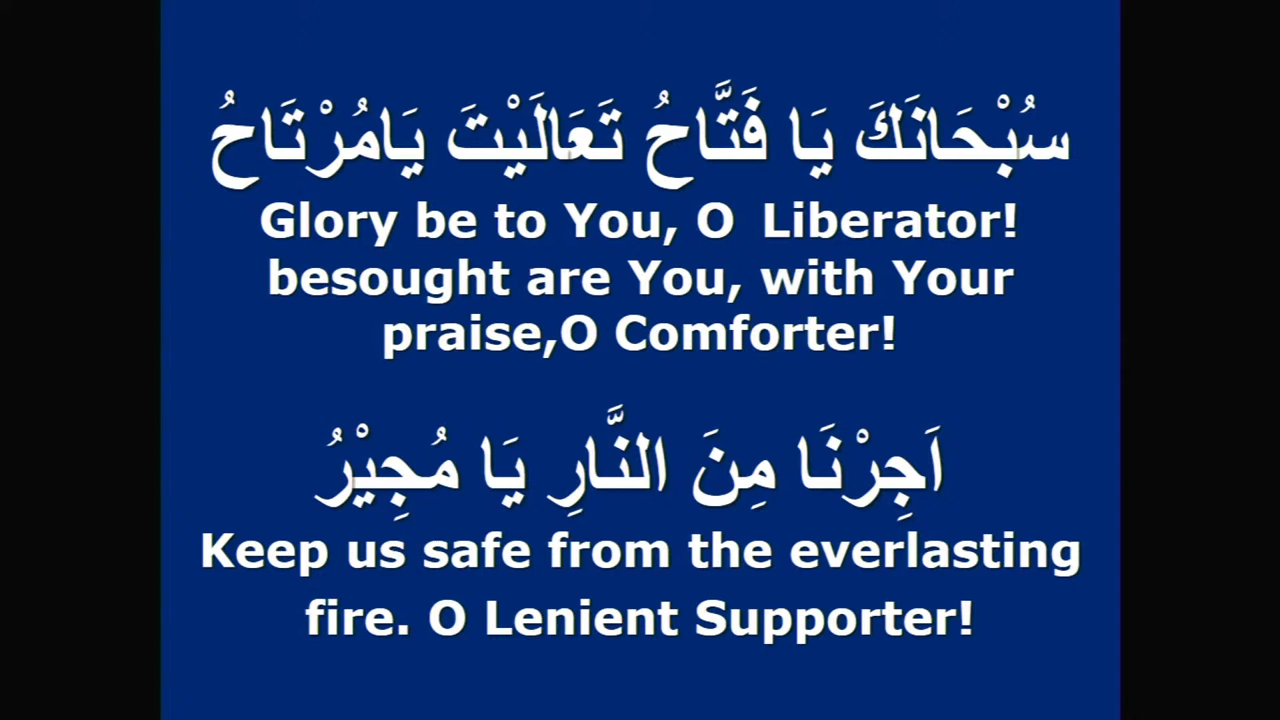 سُبْحَانَكَ يَا فَتَّاحُ تَعَالَيْتَ يَامُرْتَاحُ
Glory be to You, O Liberator!
besought are You, with Your
praise,O Comforter!
اَجِرْنَا مِنَ النَّارِ يَا مُجِيْرُ
Keep us safe from the everlasting
fire. O Lenient Supporter!